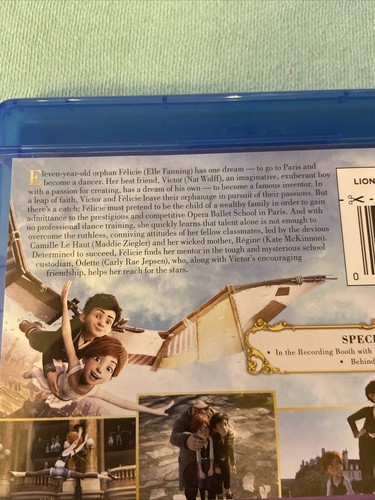 Eleven-year-old orphan Félicie (Elle Fanning) has one dream — to go to Paris and
become a dancer. Her best friend, Victor (Nat Wolff), an imaginative, exuberant boy
with a passion for creating, has a dream of his own — to become a famous inventor. In
a leap of faith, Victor and Félicie leave their orphanage in pursuit of their passions. But
there's a catch: Félicie must pretend to be the child of a wealthy family in order to gain
admittance to the prestigious and competitive Opera Ballet School in Paris. And with
no professional dance training, she quickly learns that talent alone is not enough to
overcome the ruthless, conniving attitudes of her fellow classmates, led by the devious
Camille Le Haut (Maddie Ziegler) and her wicked mother, Régine (Kate McKinnon).
Determined to succeed, Félicie finds her mentor in the tough and mysterious school
custodian, Odette (Carly Rae Jepsen), who, along with Victor's encouraging
friendship, helps her reach for the stars.
LION
0
SPECI
• In the Recording Booth with
• Behind